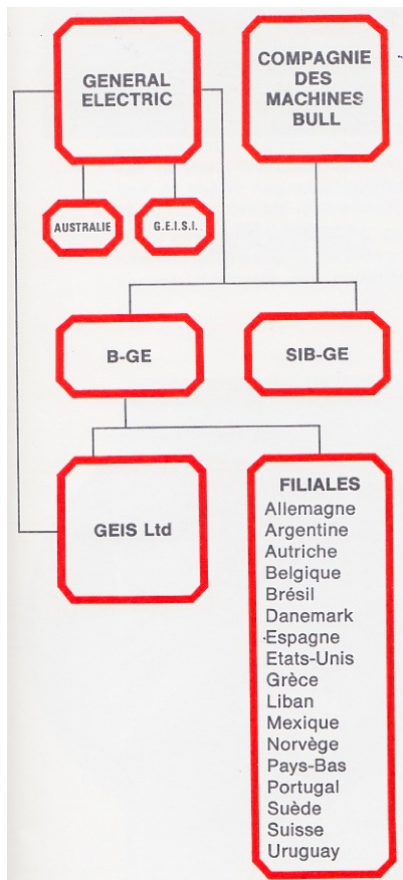 GENERAL
ELECTRIC
COMPAGNIE
DES
MACHINES
BULL
AUSTRALIE
G.E.I.S.I.
B-GE
SIB-GE
GEIS Ltd
FILIALES
Allemagne
Argentine
Autriche
Belgique
Brésil
Danemark
Espagne
Etats-Unis
Grèce
Liban
Mexique
Norvège
Pays-Bas
Portugal
Suède
Suisse
Uruguay